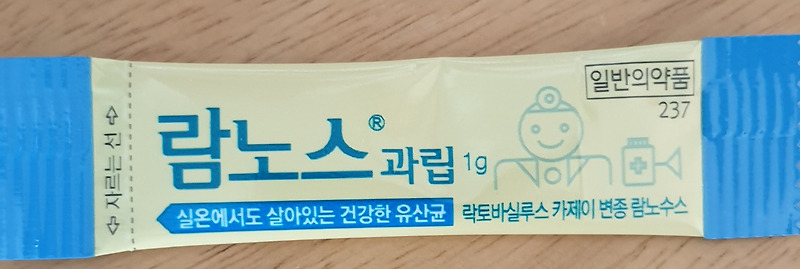 자르는 선
람노스® 과립 1g
실온에서도 살아있는 건강한 유산균
락토바실루스 카제이 변종 람노수스
일반의약품
237